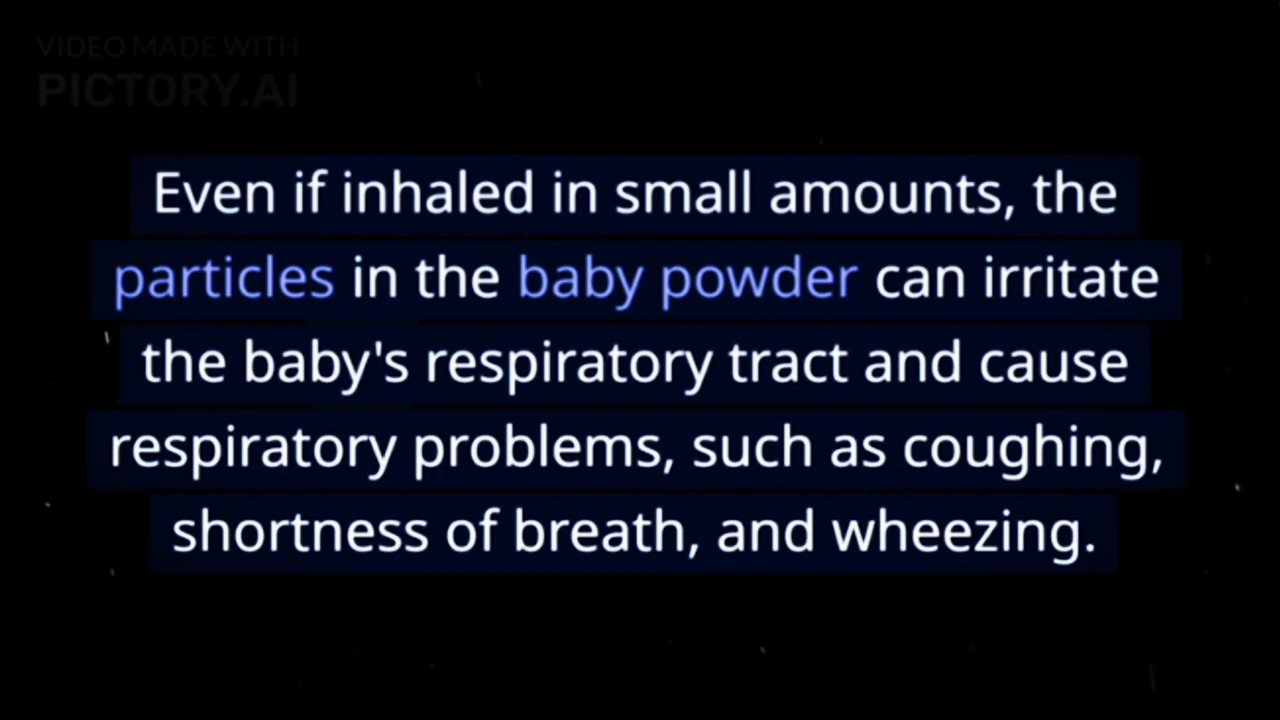 VIDEO MADE WITH
PICTORY.AI
Even if inhaled in small amounts, the
particles in the baby powder can irritate
the baby's respiratory tract and cause
respiratory problems, such as coughing,
shortness of breath, and wheezing.